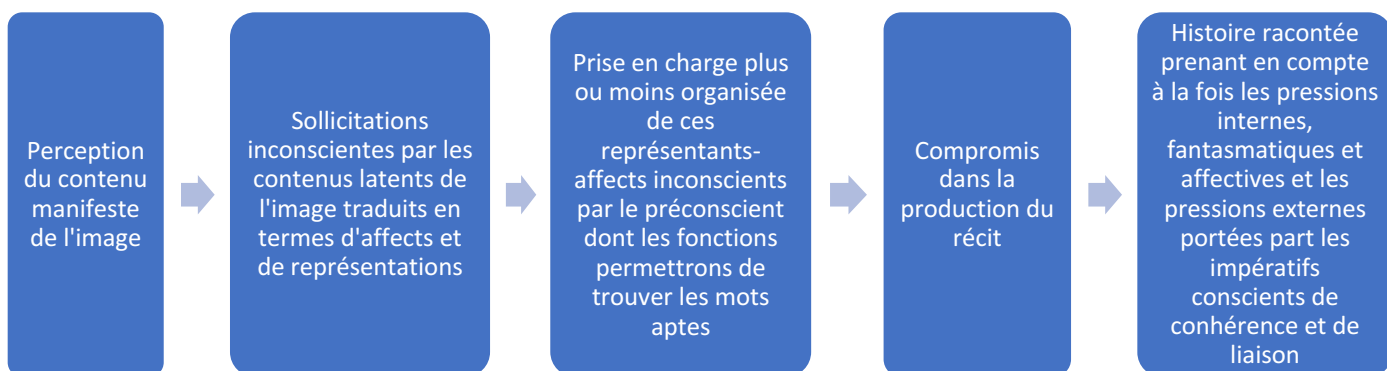 Perception
du contenu
manifeste
de l'image
Sollicitations
inconscientes par les
contenus latents de
l'image traduits en
termes d'affects et
de représentations
Prise en charge plus
ou moins organisée
de ces
représentants-
affects inconscients
par le préconscient
dont les fonctions
permettrons de
trouver les mots
aptes
Compromis
dans la
production du
récit
Histoire racontée
prenant en compte
à la fois les pressions
internes,
fantasmatiques et
affectives et les
pressions externes
portées part les
impératifs
conscients de
conhérence et de
liaison